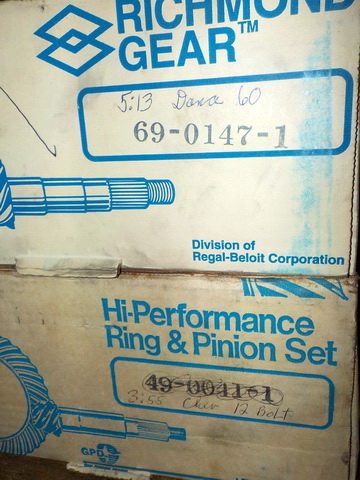 RICHMOND
GEAR™
5:13 Dana 60
69-0147-1
Division of
Regal-Beloit Corporation
Hi-Performance
Ring & Pinion Set
49-0041-1
3:55 Chev 12 Bolt
GPD